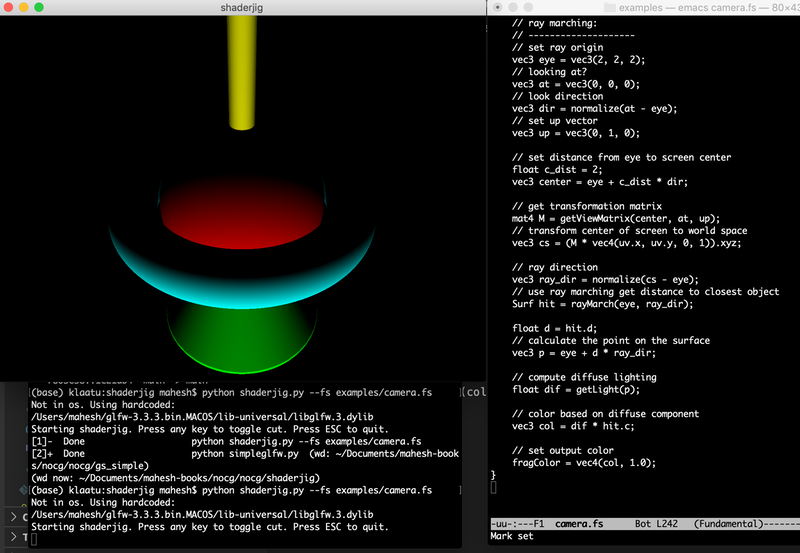 shaderjig
examples — emacs camera.fs — 80×43
// ray marching:
// --------------------
// set ray origin
vec3 eye = vec3(2, 2, 2);
// looking at?
vec3 at = vec3(0, 0, 0);
// look direction
vec3 dir = normalize(at - eye);
// set up vector
vec3 up = vec3(0, 1, 0);
// set distance from eye to screen center
float c_dist = 2;
vec3 center = eye + c_dist * dir;
// get transformation matrix
mat4 M = getViewMatrix(center, at, up);
// transform center of screen to world space
vec3 cs = (M * vec4(uv.x, uv.y, 0, 1)).xyz;
// ray direction
vec3 ray_dir = normalize(cs - eye);
// use ray marching get distance to closest object
Surf hit = rayMarch(eye, ray_dir);
float d = hit.d;
// calculate the point on the surface
vec3 p = eye + d * ray_dir;
// compute diffuse lighting
float dif = getLight(p);
// color based on diffuse component
vec3 col = dif * hit.c;
// set output color
fragColor = vec4(col, 1.0);
}
-uu-:---F1  camera.fs      Bot L242   (Fundamental)
Mark set
(base) klaatu:shaderjig mahesh$ python shaderjig.py --fs examples/camera.fs
(col
Not in os. Using hardcoded:
/Users/mahesh/glfw-3.3.3.bin.MACOS/lib-universal/libglfw.3.dylib
Starting shaderjig. Press any key to toggle cut. Press ESC to quit.
[1]-  Done                    python shaderjig.py --fs examples/camera.fs
[2]+  Done                    python simpleglfw.py  (wd: ~/Documents/mahesh-book
s/nocg/nocg/gs_simple)
(wd now: ~/Documents/mahesh-books/nocg/nocg/shaderjig)
(base) klaatu:shaderjig mahesh$ python shaderjig.py --fs examples/camera.fs
Not in os. Using hardcoded:
/Users/mahesh/glfw-3.3.3.bin.MACOS/lib-universal/libglfw.3.dylib
Starting shaderjig. Press any key to toggle cut. Press ESC to quit.
> O
> T